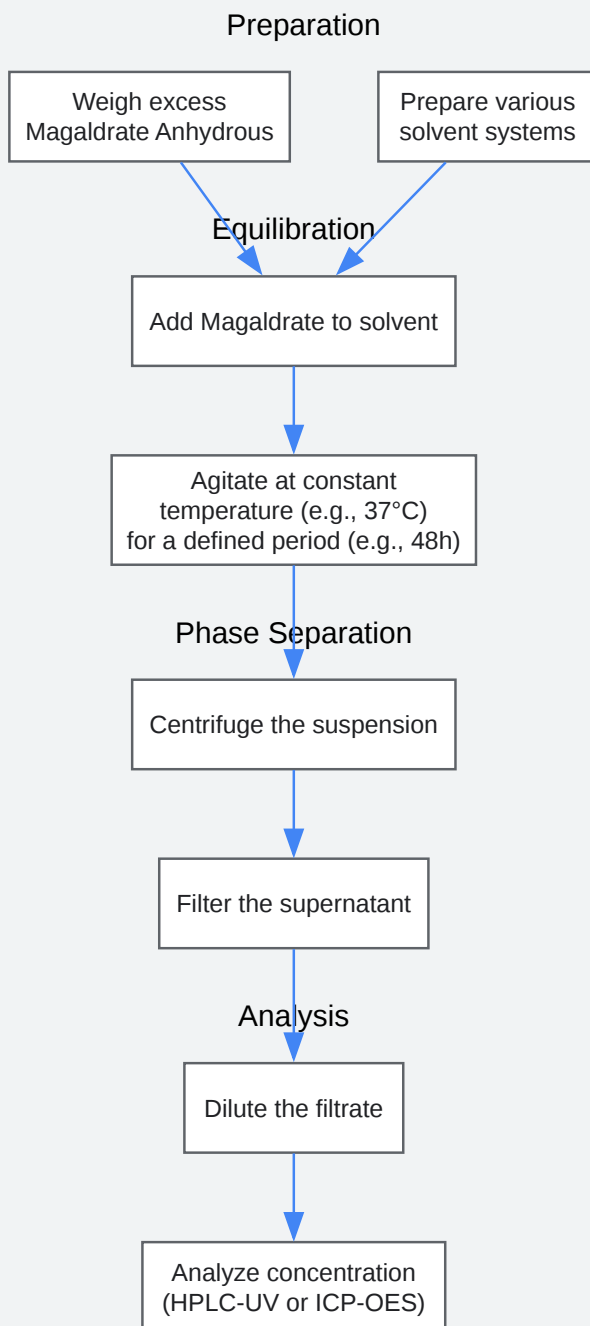 Preparation
Weigh excess
Magaldrate Anhydrous
Prepare various
solvent systems
Equilibration
Add Magaldrate to solvent
Agitate at constant
temperature (e.g., 37°C)
for a defined period (e.g., 48h)
Phase Separation
Centrifuge the suspension
Filter the supernatant
Analysis
Dilute the filtrate
Analyze concentration
(HPLC-UV or ICP-OES)